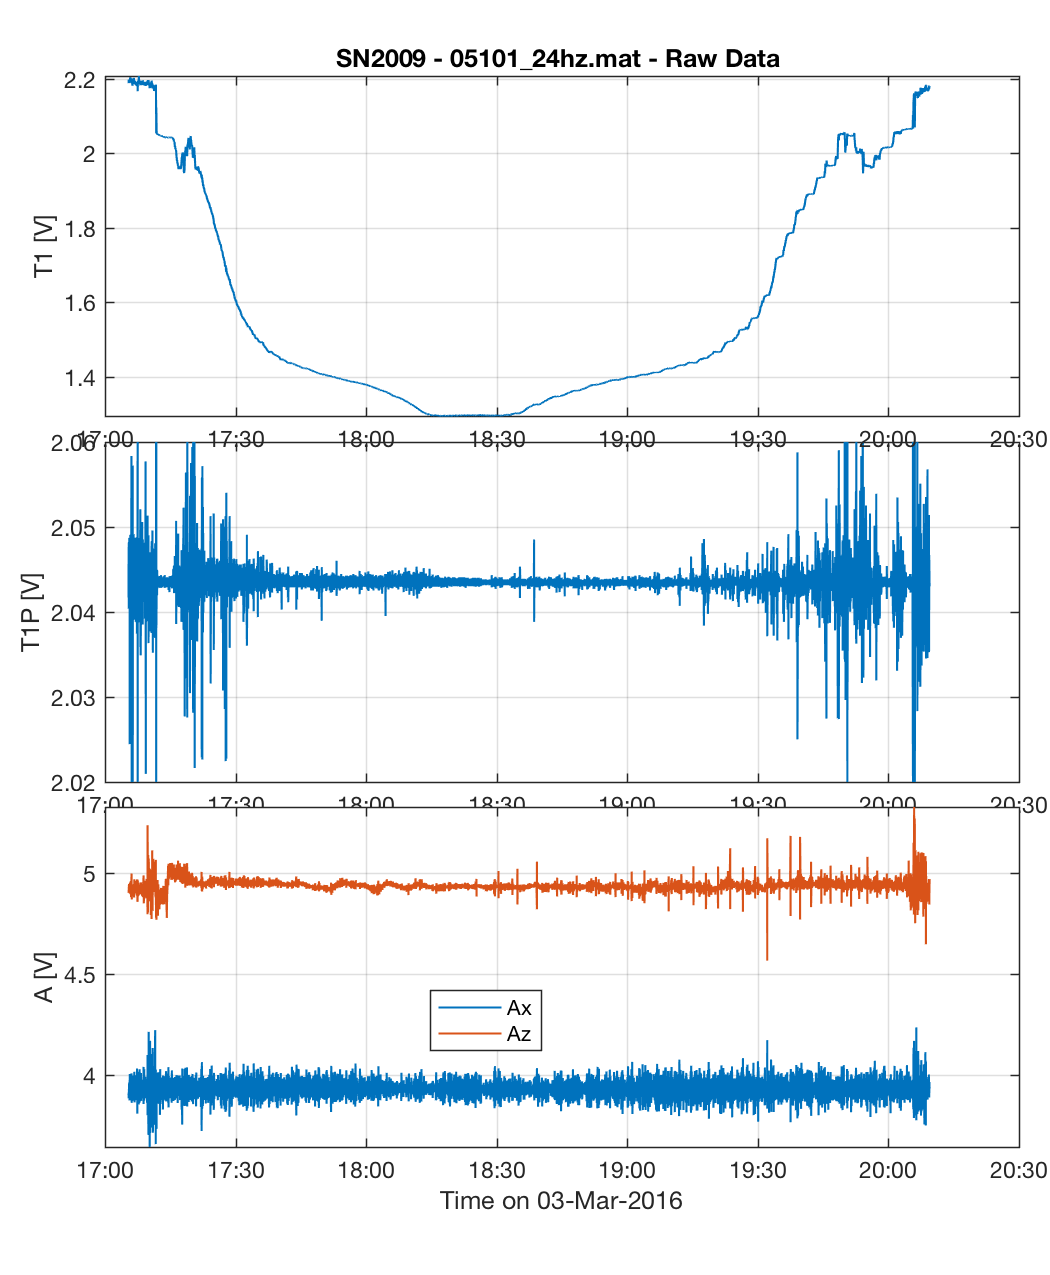 SN2009 - 05101_24hz.mat - Raw Data
2.2
2
1.8
1.6
1.4
T1 [V]
17:00 17:30 18:00 18:30 19:00 19:30 20:00 20:30
2.06
2.05
2.04
2.03
2.02
T1P [V]
17:00 17:30 18:00 18:30 19:00 19:30 20:00 20:30
5
4.5
4
A [V]
Ax
Az
17:00 17:30 18:00 18:30 19:00 19:30 20:00 20:30
Time on 03-Mar-2016